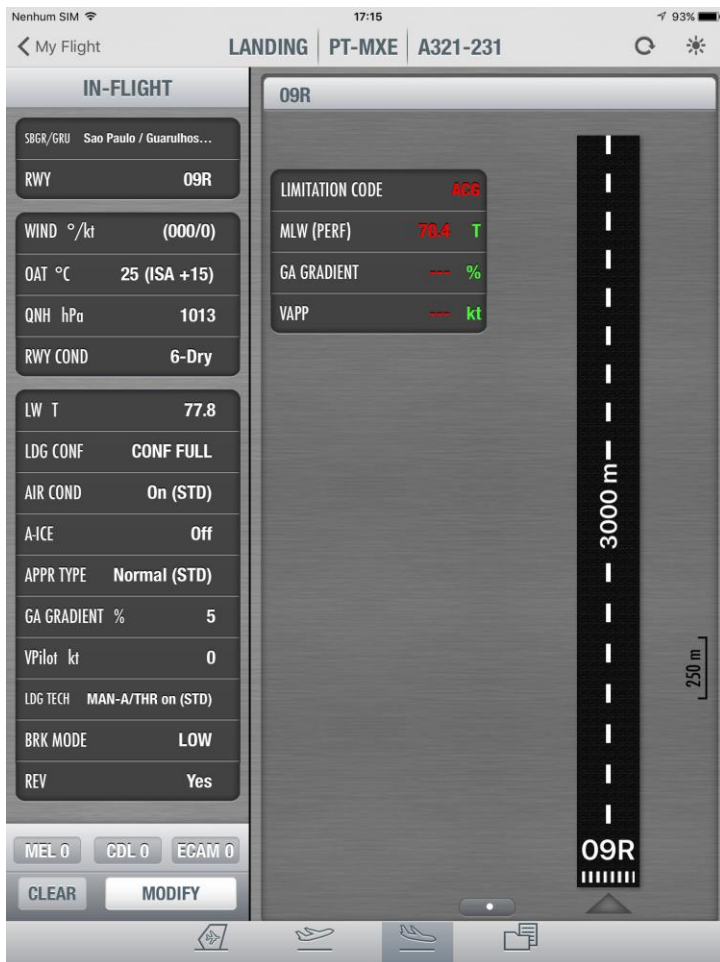 Nenhum SIM 17:15 93%
My Flight LANDING PT-MXE A321-231
IN-FLIGHT
SBGR/GRU Sao Paulo / Guarulhos...
RWY 09R
WIND °/kt (000/0)
OAT °C 25 (ISA +15)
QNH hPa 1013
RWY COND 6-Dry
LW T 77.8
LDG CONF CONF FULL
AIR COND On (STD)
A-ICE Off
APPR TYPE Normal (STD)
GA GRADIENT % 5
VPilot kt 0
LDG TECH MAN-A/THR on (STD)
BRK MODE LOW
REV Yes
MEL 0 CDL 0 ECAM 0
CLEAR MODIFY
09R
LIMITATION CODE ACG
MLW (PERF) 70.4 T
GA GRADIENT --- %
VAPP --- kt
3000 m
250 m
09R